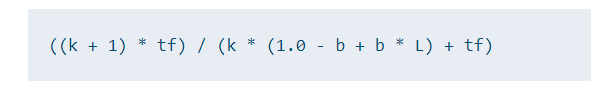 ((k + 1) * tf) / (k * (1.0 - b + b * L) + tf)